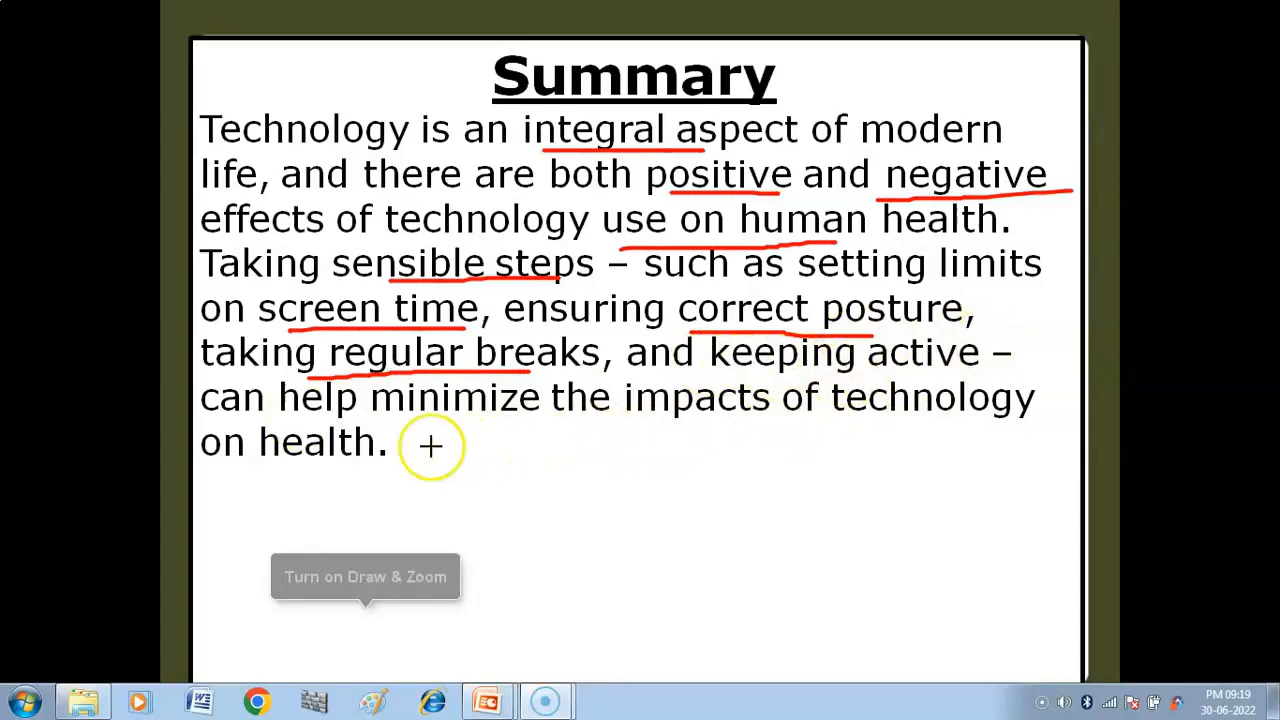 Summary
Technology is an integral aspect of modern
life, and there are both positive and negative
effects of technology use on human health.
Taking sensible steps – such as setting limits
on screen time, ensuring correct posture,
taking regular breaks, and keeping active –
can help minimize the impacts of technology
on health.
Turn on Draw & Zoom
PM 09:19
30-06-2022